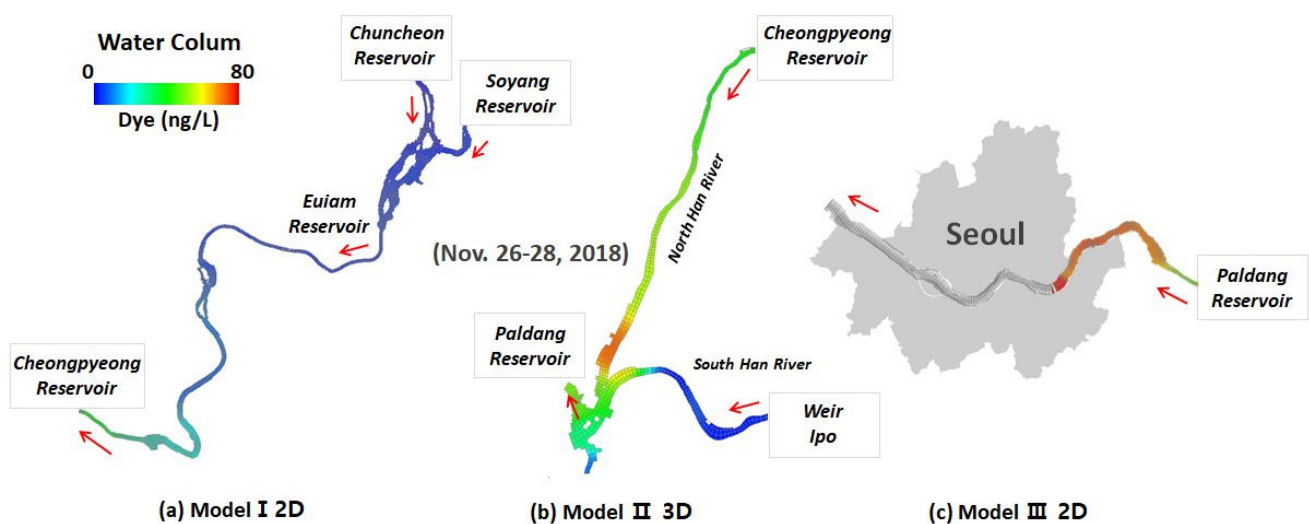 Water Colum
0 80
Dye (ng/L)
Chuncheon
Reservoir
Soyang
Reservoir
Euiam
Reservoir
Cheongpyeong
Reservoir
(a) Model Ⅰ 2D
(Nov. 26-28, 2018)
Cheongpyeong
Reservoir
North Han River
Paldang
Reservoir
South Han River
Weir
Ipo
(b) Model Ⅱ 3D
Seoul
Paldang
Reservoir
(c) Model Ⅲ 2D